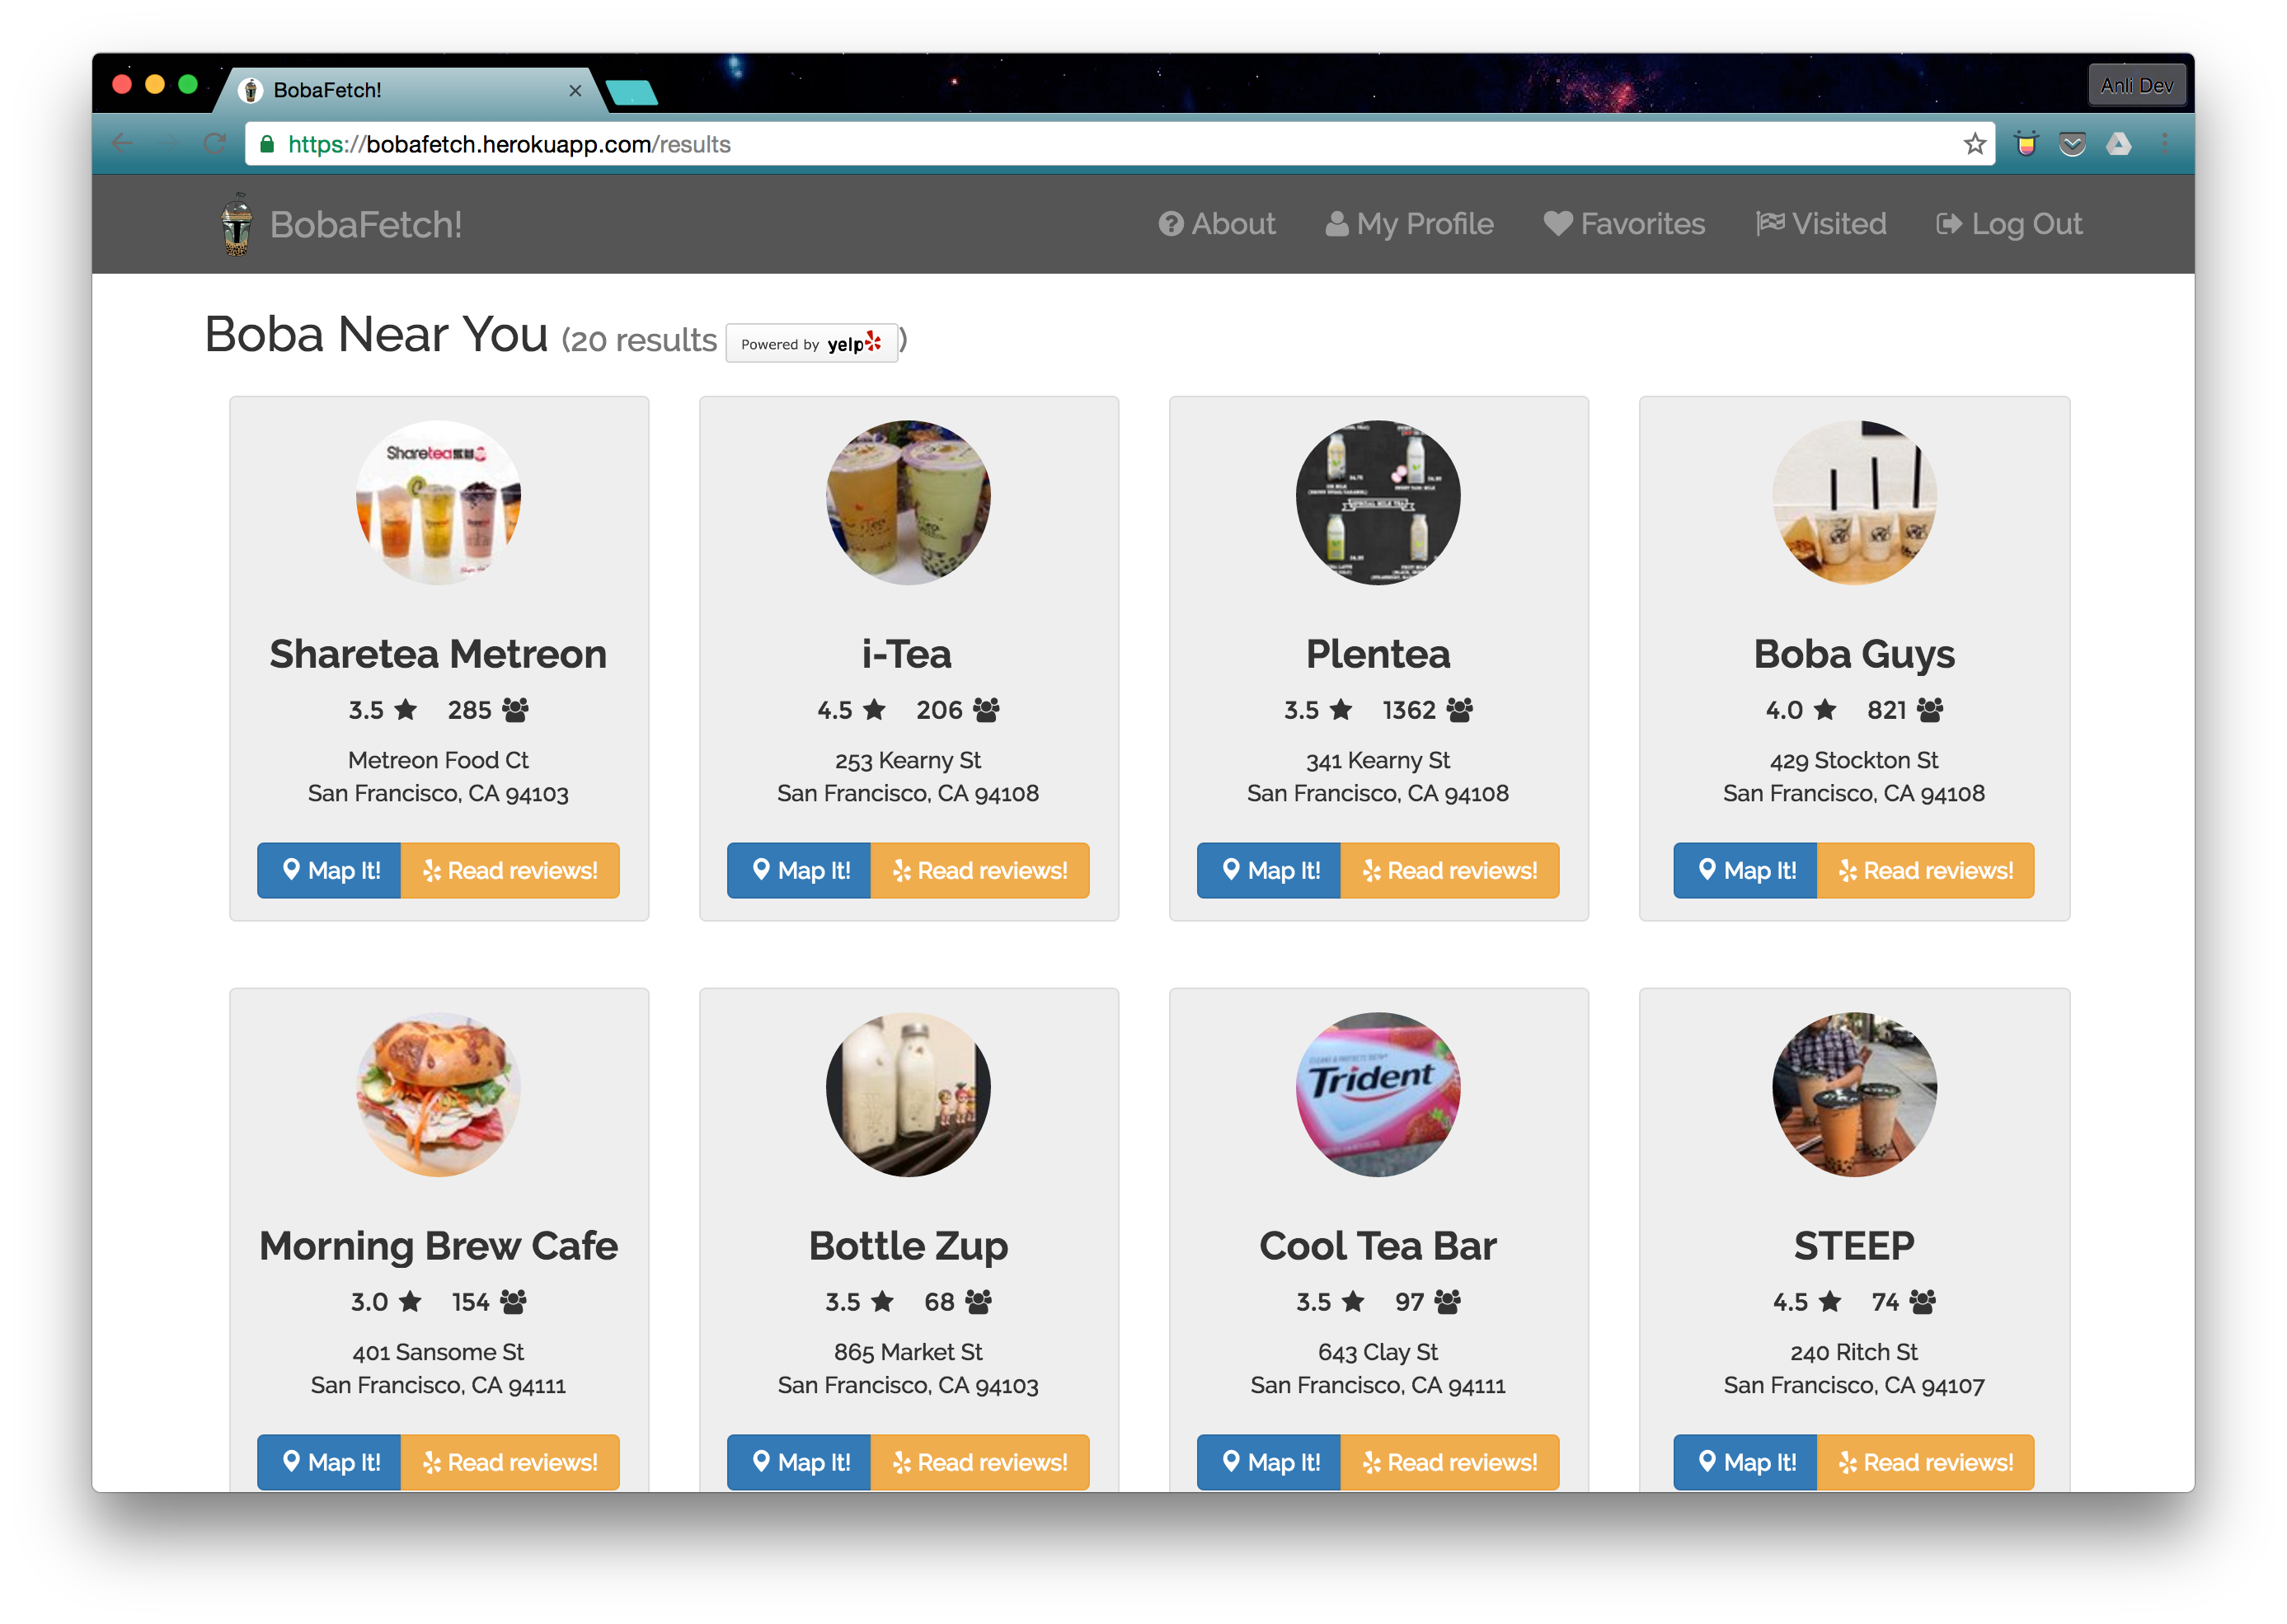 BobaFetch!
Anli Dev
https://bobafetch.herokuapp.com/results
BobaFetch!
About My Profile Favorites Visited Log Out
Boba Near You (20 results Powered by yelp)
Sharetea
Sharetea Metreon
3.5 285
Metreon Food Ct
San Francisco, CA 94103
Map It! Read reviews!
i-Tea
4.5 206
253 Kearny St
San Francisco, CA 94108
Map It! Read reviews!
SPECIAL MILK TEA
Plentea
3.5 1362
341 Kearny St
San Francisco, CA 94108
Map It! Read reviews!
Boba Guys
4.0 821
429 Stockton St
San Francisco, CA 94108
Map It! Read reviews!
Morning Brew Cafe
3.0 154
401 Sansome St
San Francisco, CA 94111
Map It! Read reviews!
Bottle Zup
3.5 68
865 Market St
San Francisco, CA 94103
Map It! Read reviews!
Trident
Cool Tea Bar
3.5 97
643 Clay St
San Francisco, CA 94111
Map It! Read reviews!
STEEP
4.5 74
240 Ritch St
San Francisco, CA 94107
Map It! Read reviews!